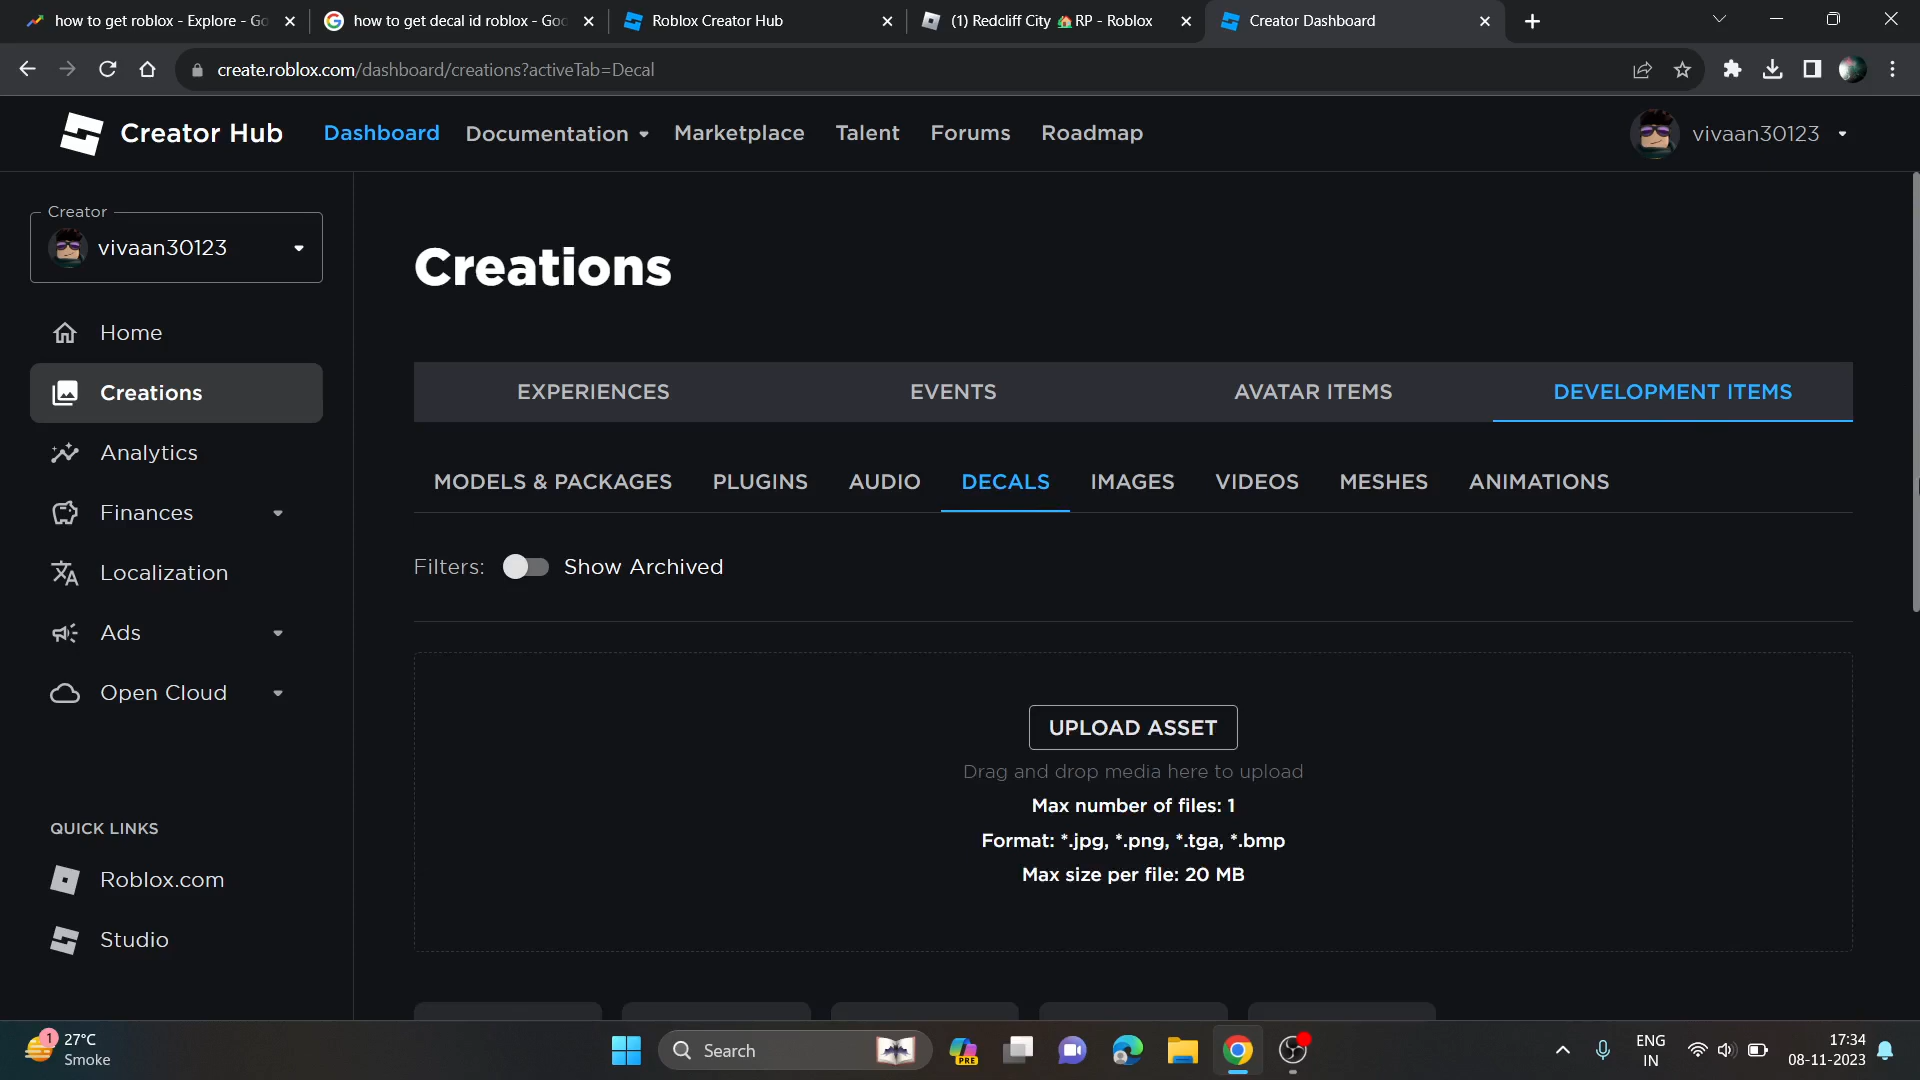 how to get roblox - Explore - Go
how to get decal id roblox - Goo
Roblox Creator Hub
(1) Redcliff City 🏠RP - Roblox
Creator Dashboard
create.roblox.com/dashboard/creations?activeTab=Decal
Creator Hub
Dashboard
Documentation
Marketplace
Talent
Forums
Roadmap
vivaan30123
Creator
vivaan30123
Home
Creations
Analytics
Finances
Localization
Ads
Open Cloud
QUICK LINKS
Roblox.com
Studio
Creations
EXPERIENCES
EVENTS
AVATAR ITEMS
DEVELOPMENT ITEMS
MODELS & PACKAGES
PLUGINS
AUDIO
DECALS
IMAGES
VIDEOS
MESHES
ANIMATIONS
Filters:
Show Archived
UPLOAD ASSET
Drag and drop media here to upload
Max number of files: 1
Format: *.jpg, *.png, *.tga, *.bmp
Max size per file: 20 MB
1
27°C
Smoke
Search
PRE
ENG
IN
17:34
08-11-2023